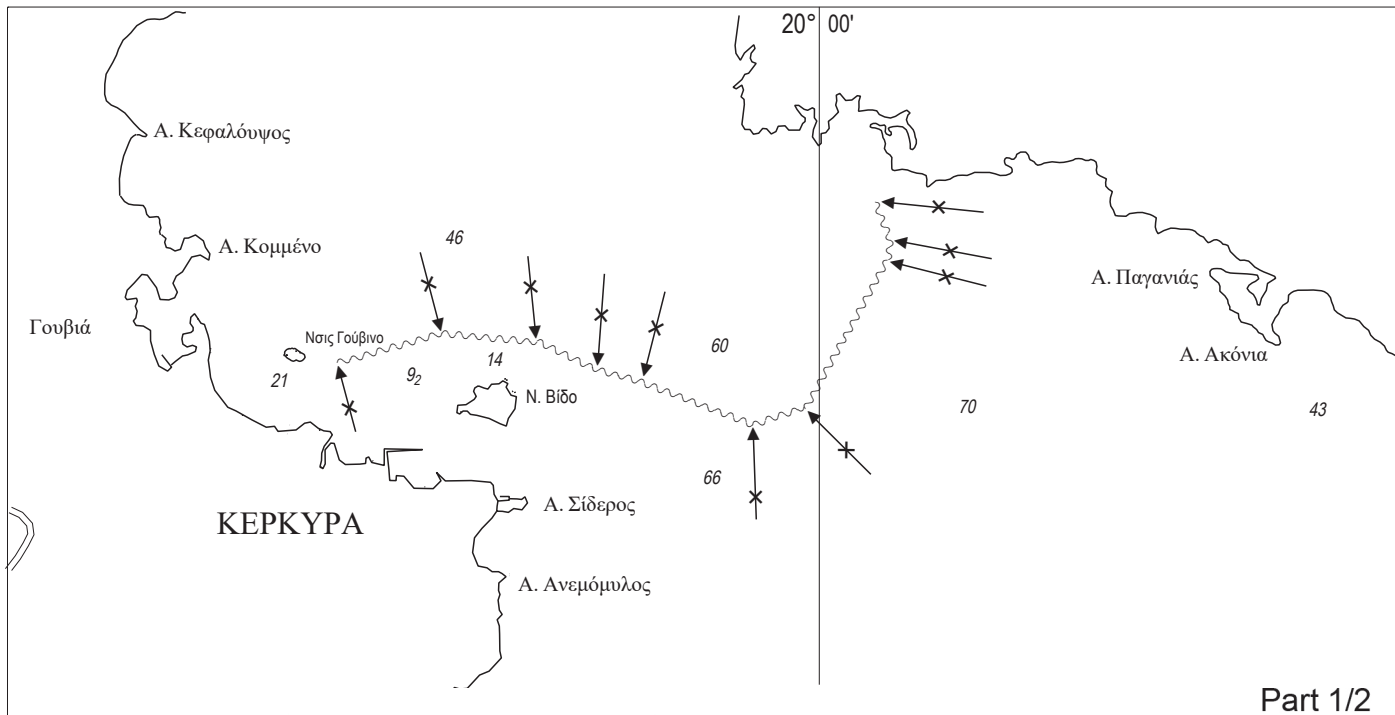 20° 00'
Α. Κεφαλόυψος
46
Α. Κομμένο
Α. Παγανιάς
Γουβιά
Νσις Γούβινο
14
60
Α. Ακόνια
21
9₂
Ν. Βίδο
70
43
66
Α. Σίδερος
ΚΕΡΚΥΡΑ
Α. Ανεμόμυλος
Part 1/2